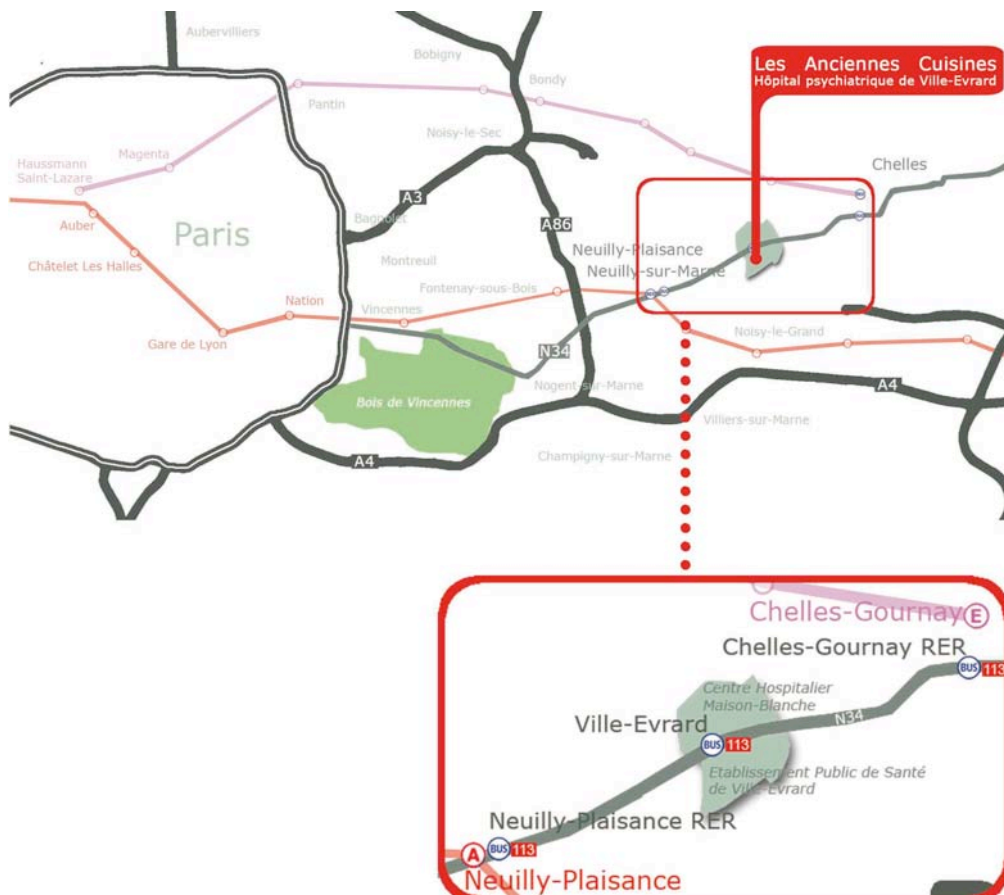 Aubervilliers
Bobigny
Bondy
Les Anciennes Cuisines
Hôpital psychiatrique de Ville-Evrard
Pantin
Noisy-le-Sec
Magenta
Haussmann
Saint-Lazare
Chelles
A3
Bagnolet
A86
Auber
Paris
Neuilly-Plaisance
Neuilly-sur-Marne
Montreuil
Châtelet Les Halles
Fontenay-sous-Bois
Nation
Vincennes
Noisy-le-Grand
Gare de Lyon
N34
Nogent-sur-Marne
A4
Bois de Vincennes
Villiers-sur-Marne
Champigny-sur-Marne
A4
Chelles-Gournay E
Chelles-Gournay RER
BUS 113
Centre Hospitalier
Maison-Blanche
Ville-Evrard
N34
BUS 113
Etablissement Public de Santé
de Ville-Evrard
Neuilly-Plaisance RER
A BUS 113
Neuilly-Plaisance